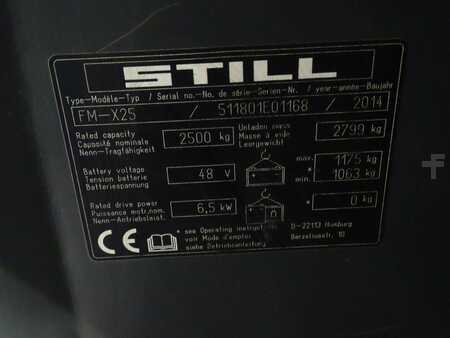 STILL
Type-Modèle-Typ / Serial no.-No. de série-Serien-Nr. / year-année-Baujahr
FM-X25 / 511801E01168 / 2014
Rated capacity
Capacité nominale
Nenn-Tragfähigkeit
2500 kg
Unladen mass
Masse à vide
Leergewicht
2799 kg
Battery voltage
Tension batterie
Batteriespannung
48 V
max. 1175 kg
*
min. 1063 kg
Rated drive power
Puissance motr.nom.
Nenn-Antriebsleist.
6,5 kW
* 0 kg
CE
* see Operating instructions
voir Mode d'emploi
siehe Betriebsanleitung
D-22113 Hamburg
Berzeliusstr. 10